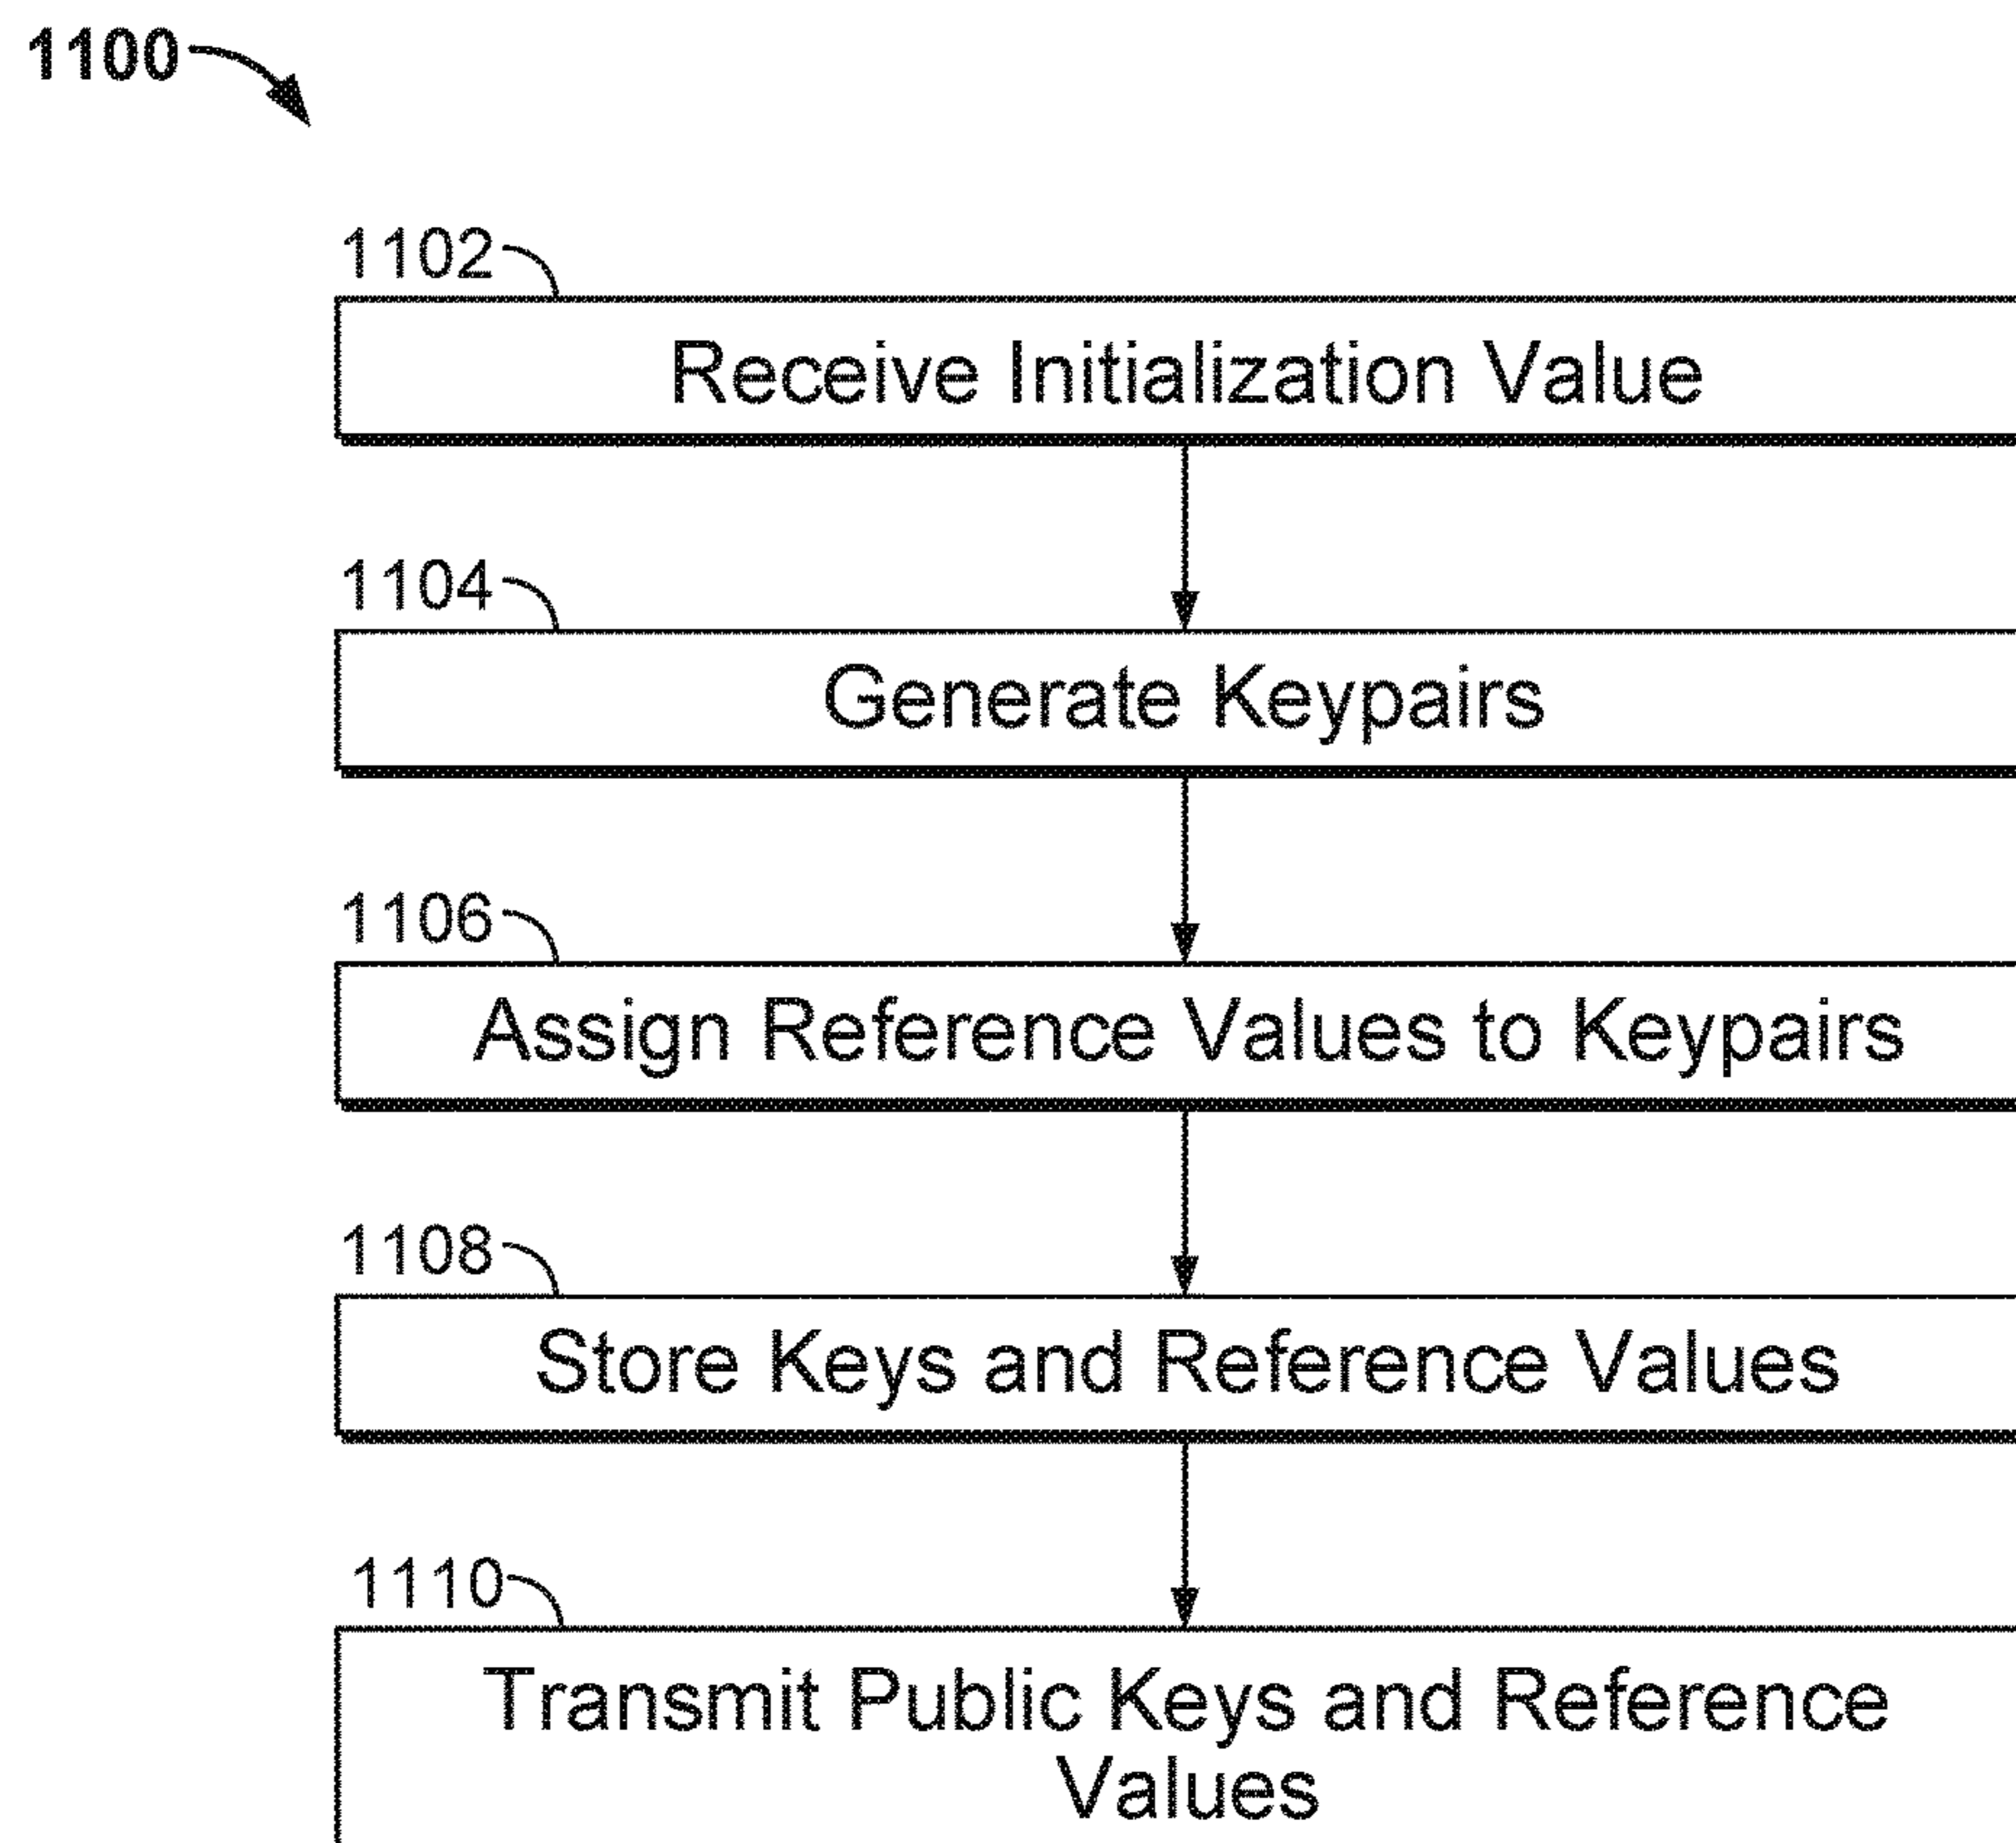 1100
1102
Receive Initialization Value
1104
Generate Keypairs
1106
Assign Reference Values to Keypairs
1108
Store Keys and Reference Values
1110
Transmit Public Keys and Reference
Values